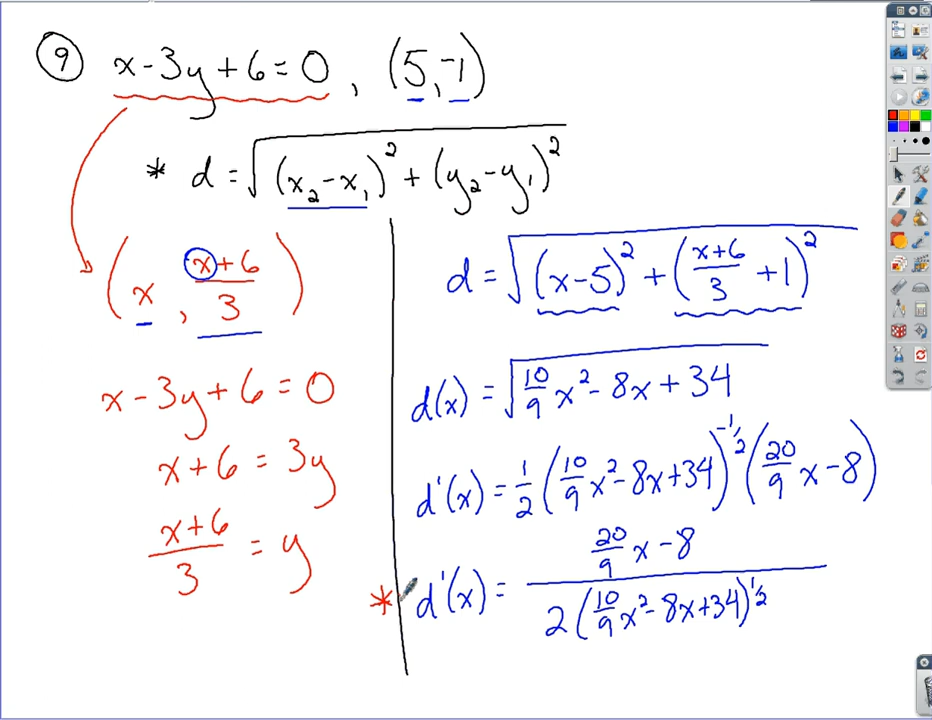 9 x - 3y + 6 = 0 , (5, -1)
* d = √((x₂ - x₁)² + (y₂ - y₁)²)
(x, (x + 6)/3)
x - 3y + 6 = 0
x + 6 = 3y
(x + 6)/3 = y
d = √((x - 5)² + ((x + 6)/3 + 1)²)
d(x) = √(10/9 x² - 8x + 34)
d'(x) = 1/2 (10/9 x² - 8x + 34)^(-1/2) (20/9 x - 8)
* d'(x) = (20/9 x - 8) / (2(10/9 x² - 8x + 34)^(1/2))